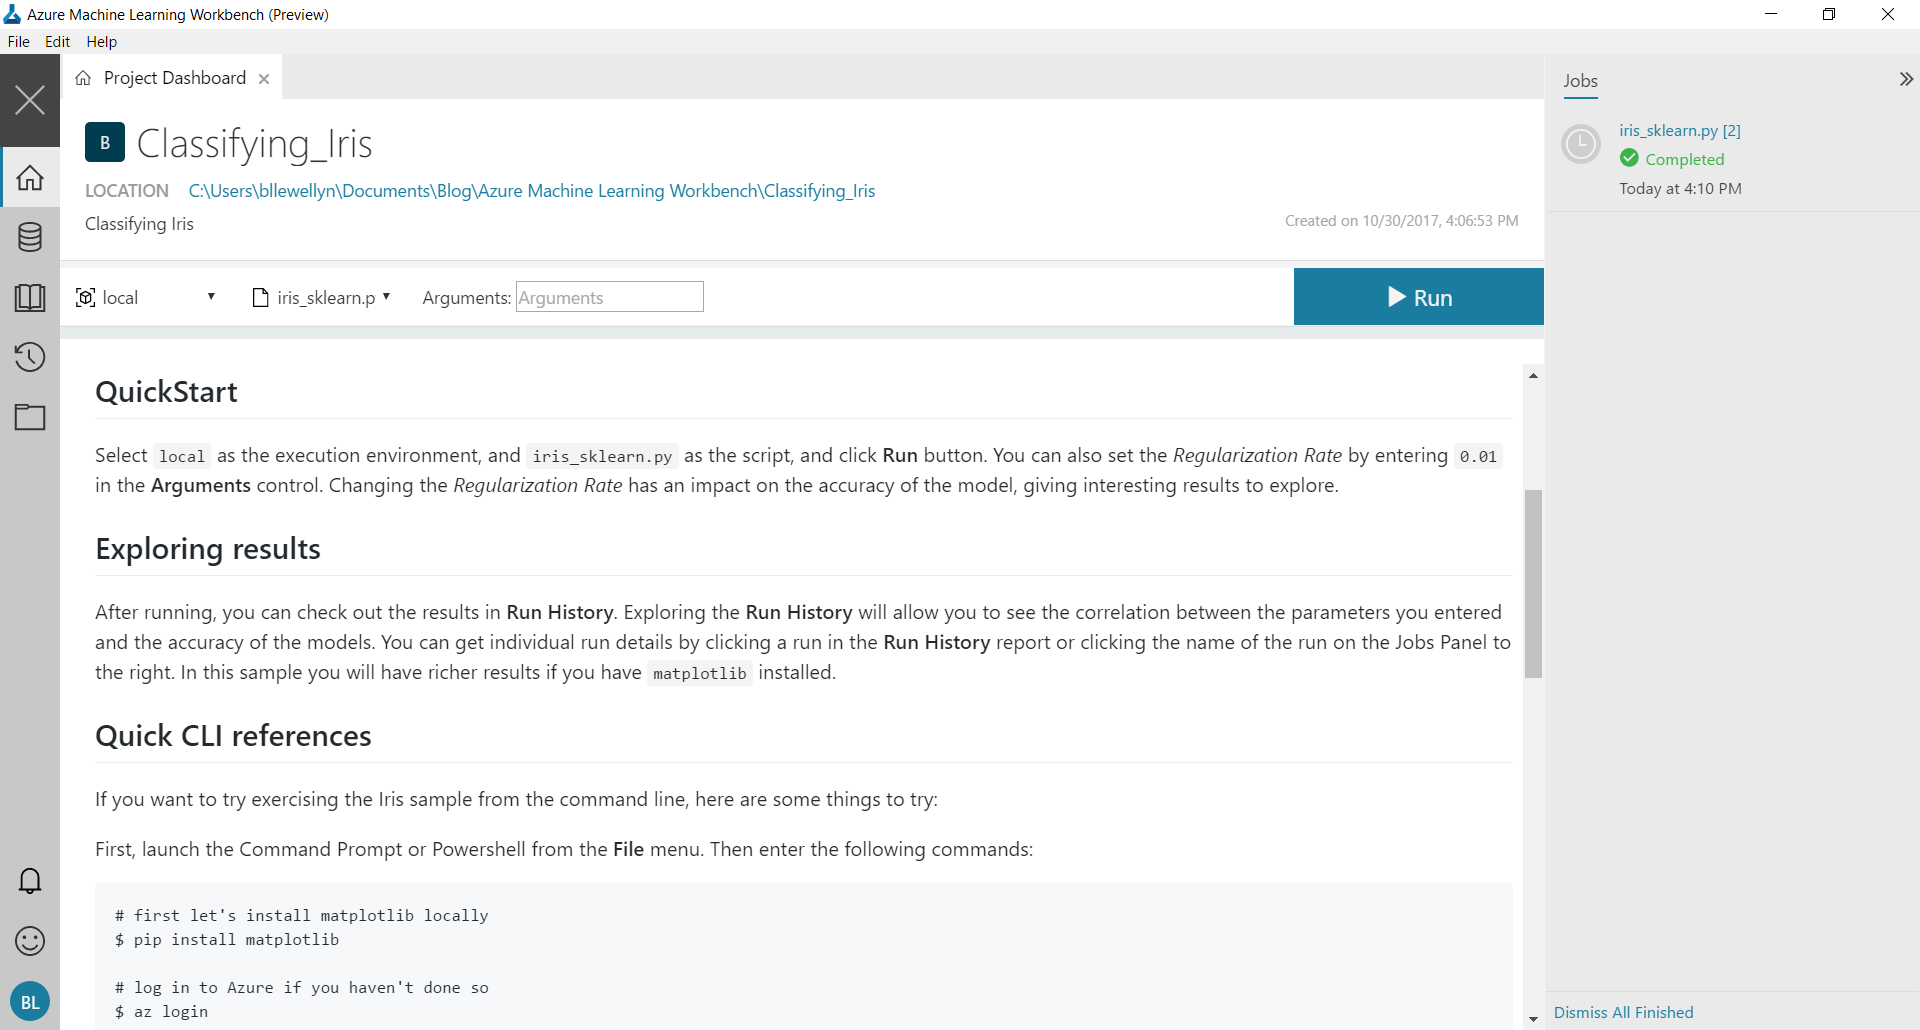 Azure Machine Learning Workbench (Preview)
File Edit Help
Project Dashboard
B Classifying_Iris
LOCATION C:\Users\bllewellyn\Documents\Blog\Azure Machine Learning Workbench\Classifying_Iris
Classifying Iris
Created on 10/30/2017, 4:06:53 PM
local iris_sklearn.p Arguments: Arguments Run
QuickStart
Select local as the execution environment, and iris_sklearn.py as the script, and click Run button. You can also set the Regularization Rate by entering 0.01
in the Arguments control. Changing the Regularization Rate has an impact on the accuracy of the model, giving interesting results to explore.
Exploring results
After running, you can check out the results in Run History. Exploring the Run History will allow you to see the correlation between the parameters you entered
and the accuracy of the models. You can get individual run details by clicking a run in the Run History report or clicking the name of the run on the Jobs Panel to
the right. In this sample you will have richer results if you have matplotlib installed.
Quick CLI references
If you want to try exercising the Iris sample from the command line, here are some things to try:
First, launch the Command Prompt or Powershell from the File menu. Then enter the following commands:
# first let's install matplotlib locally
$ pip install matplotlib
# log in to Azure if you haven't done so
$ az login
BL
Jobs
iris_sklearn.py [2]
Completed
Today at 4:10 PM
Dismiss All Finished